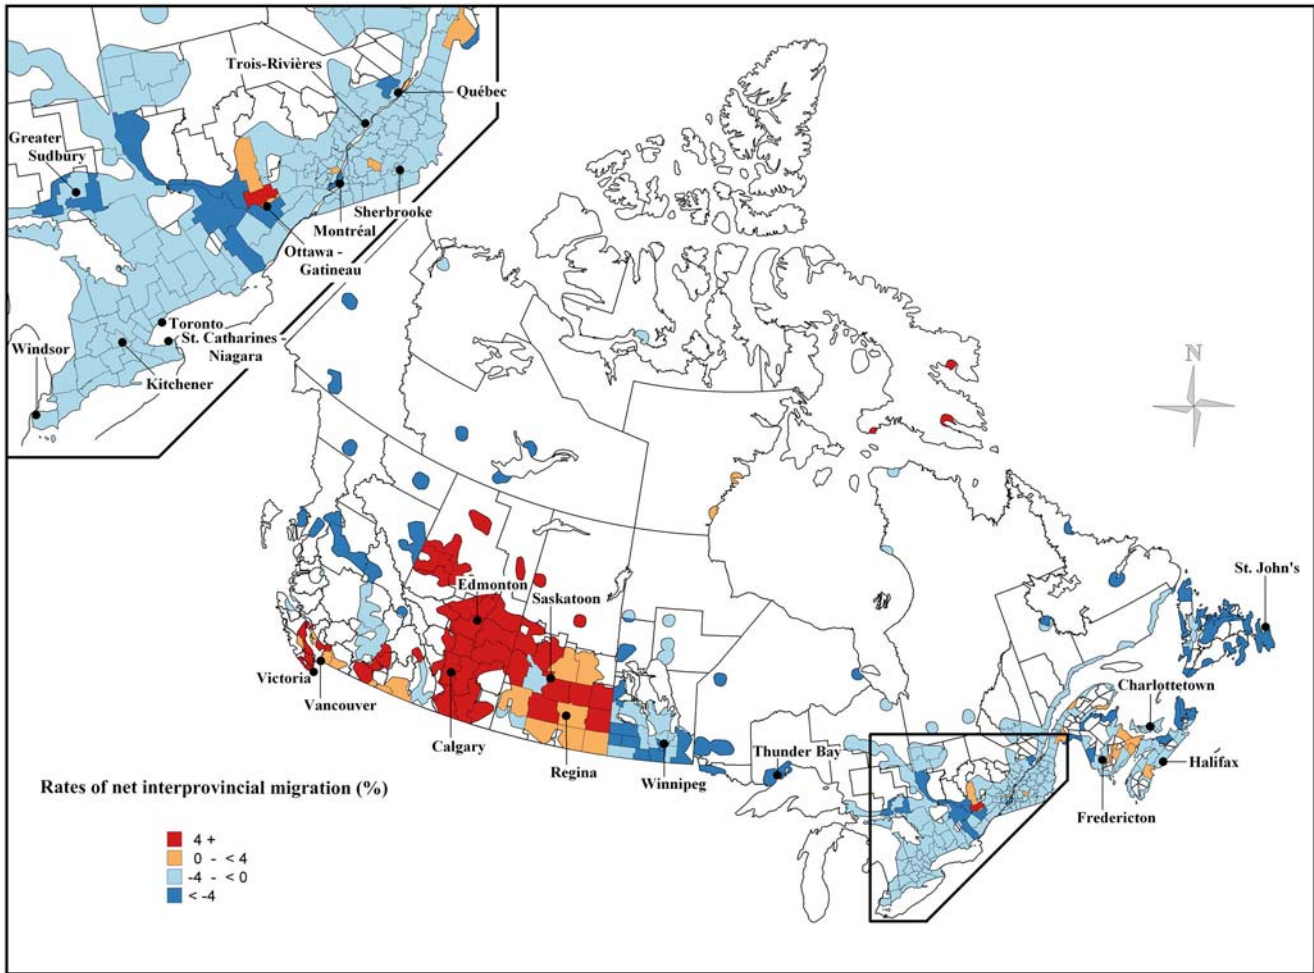 Trois-Rivières
Québec
Greater
Sudbury
Sherbrooke
Montréal
Ottawa -
Gatineau
Toronto
St. Catharines -
Niagara
Windsor
Kitchener
N
Edmonton
Saskatoon
St. John's
Victoria
Vancouver
Charlottetown
Calgary
Regina
Winnipeg
Thunder Bay
Halifax
Fredericton
Rates of net interprovincial migration (%)
4 +
0 - < 4
-4 - < 0
< -4